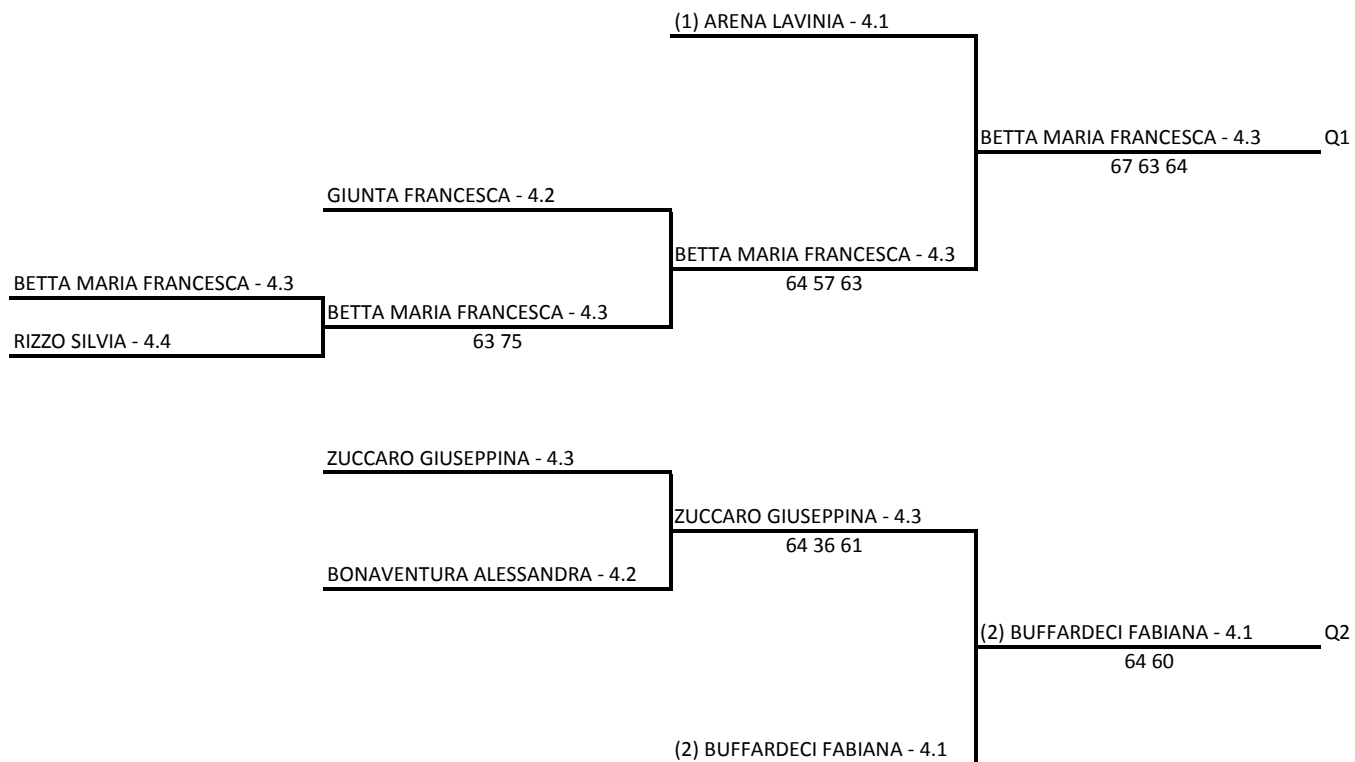 (1) ARENA LAVINIA - 4.1
BETTA MARIA FRANCESCA - 4.3 Q1
67 63 64
GIUNTA FRANCESCA - 4.2
BETTA MARIA FRANCESCA - 4.3
64 57 63
BETTA MARIA FRANCESCA - 4.3
BETTA MARIA FRANCESCA - 4.3
63 75
RIZZO SILVIA - 4.4
ZUCCARO GIUSEPPINA - 4.3
ZUCCARO GIUSEPPINA - 4.3
64 36 61
BONAVENTURA ALESSANDRA - 4.2
(2) BUFFARDECI FABIANA - 4.1 Q2
64 60
(2) BUFFARDECI FABIANA - 4.1